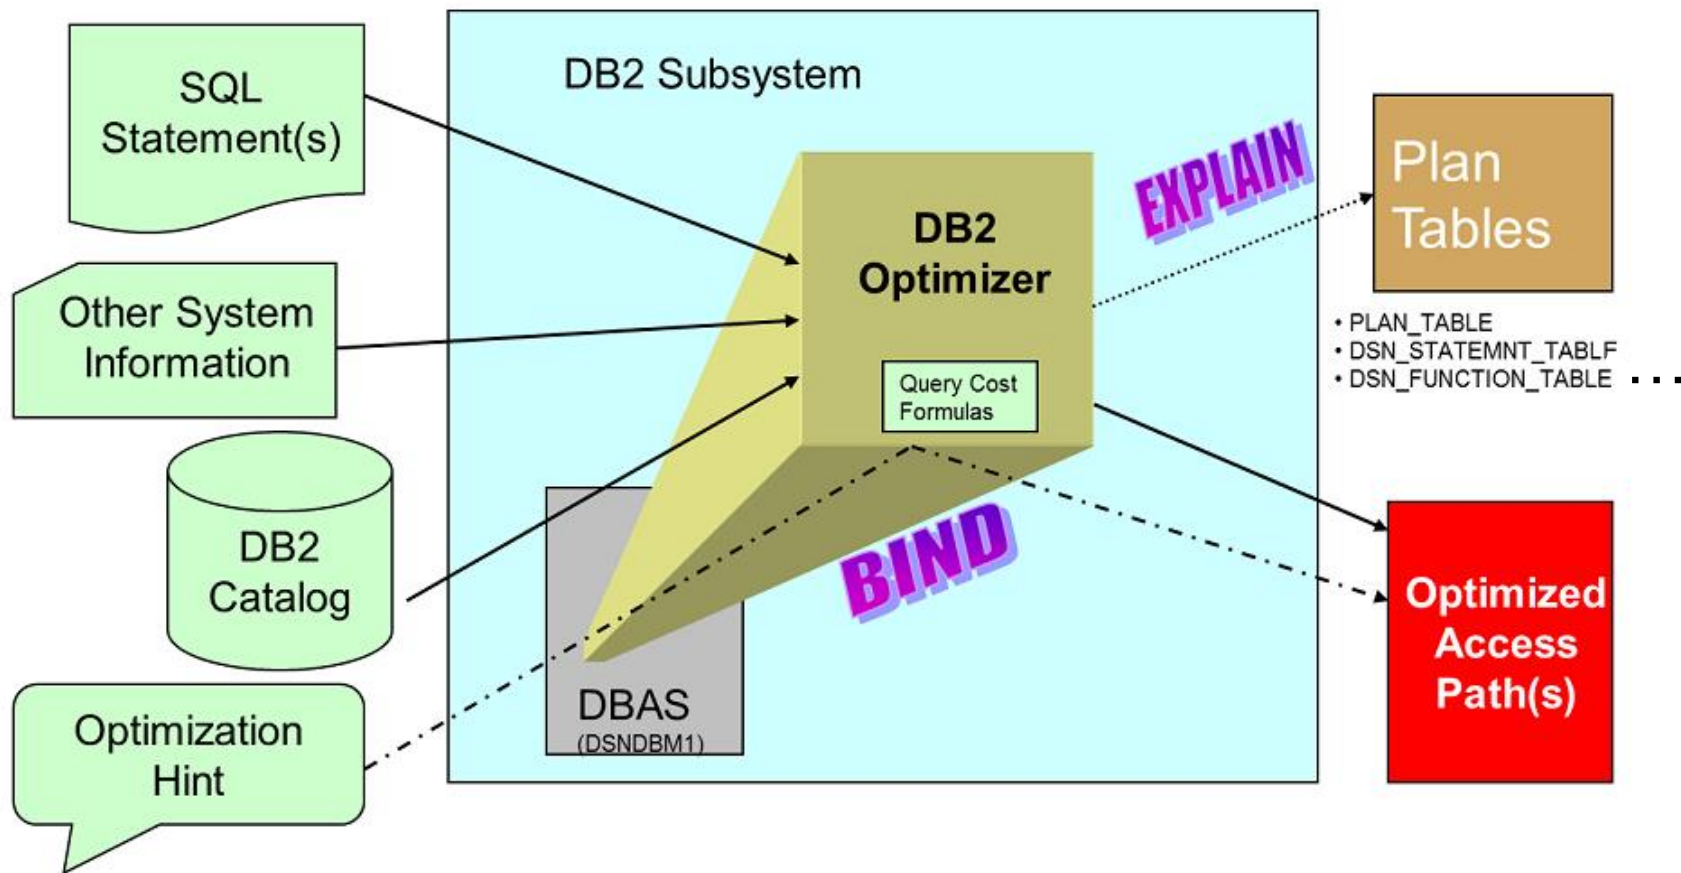 SQL
Statement(s)
Other System
Information
DB2
Catalog
Optimization
Hint
DB2 Subsystem
DB2
Optimizer
Query Cost
Formulas
DBAS
(DSNDBM1)
EXPLAIN
BIND
Plan
Tables
• PLAN_TABLE
• DSN_STATEMNT_TABLF
• DSN_FUNCTION_TABLE ....
Optimized
Access
Path(s)